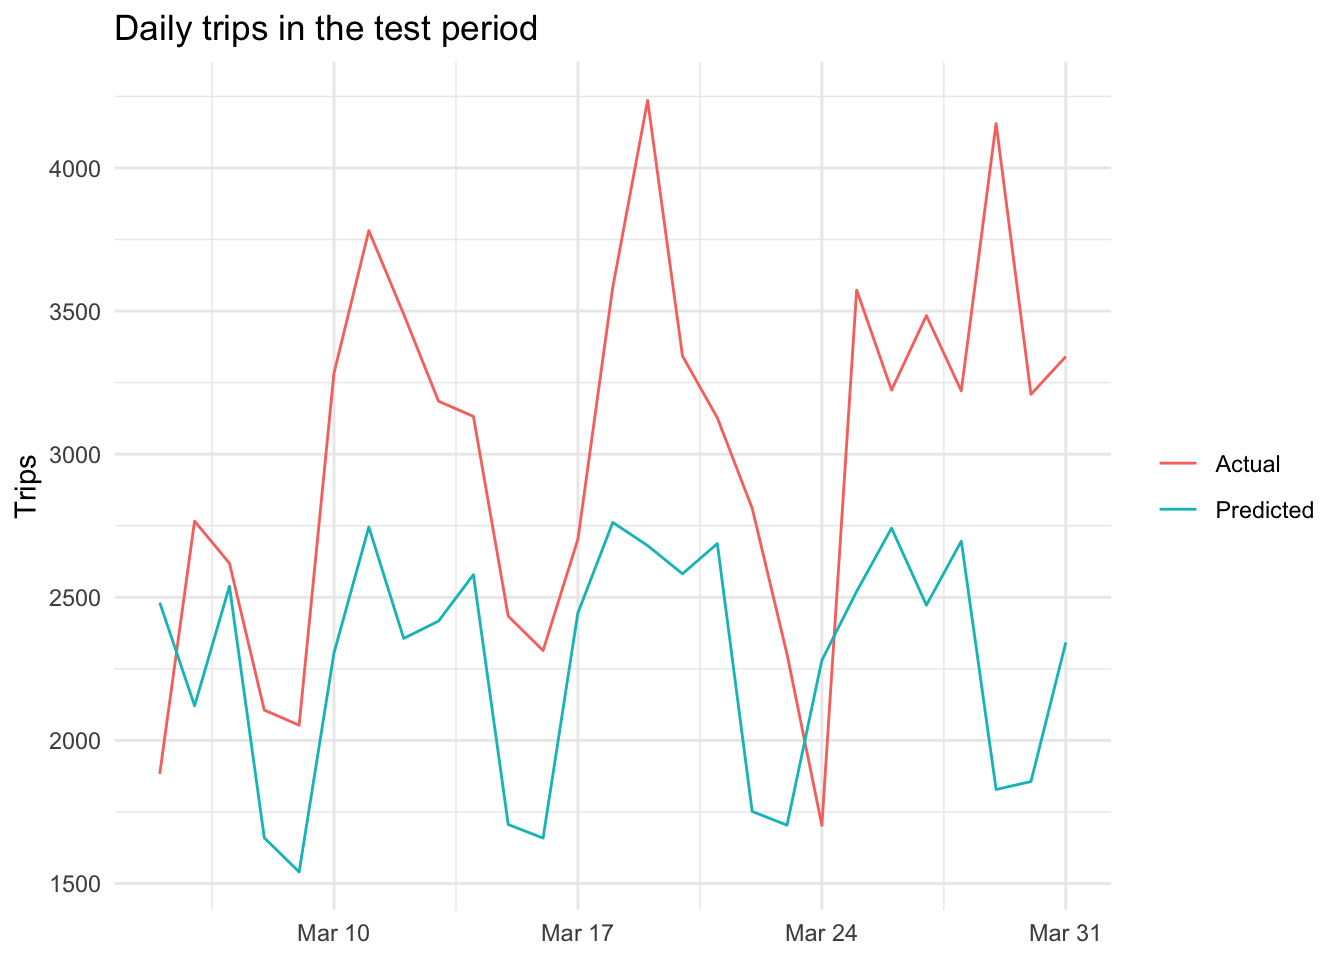 Daily trips in the test period
Trips
4000
3500
3000
2500
2000
1500
Mar 10
Mar 17
Mar 24
Mar 31
Actual
Predicted